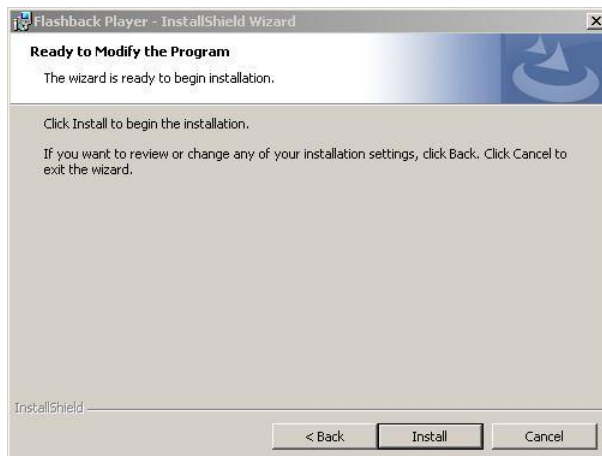 Flashback Player - InstallShield Wizard
Ready to Modify the Program
The wizard is ready to begin installation.
Click Install to begin the installation.
If you want to review or change any of your installation settings, click Back. Click Cancel to
exit the wizard.
InstallShield
< Back Install Cancel